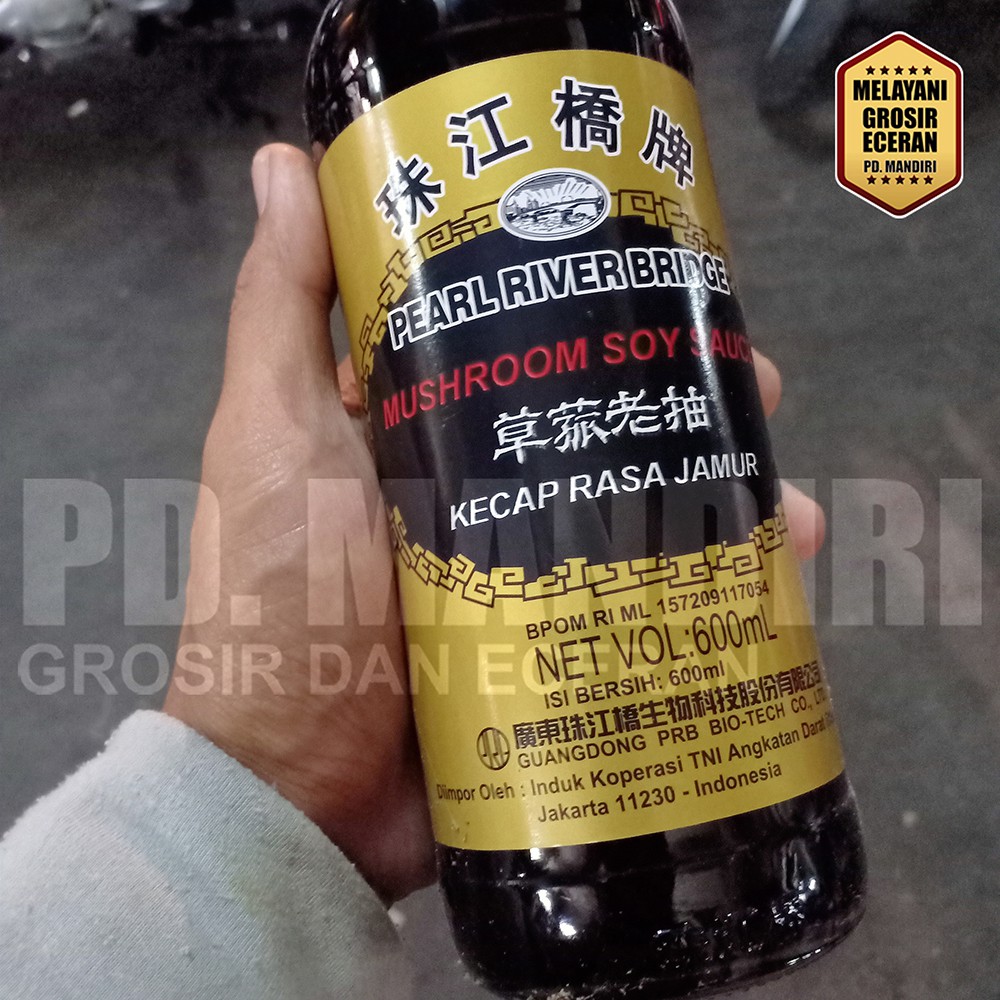 MELAYANI
GROSIR
ECERAN
PD. MANDIRI
珠江橋牌
PEARL RIVER BRIDGE
MUSHROOM SOY SAUCE
草菰老抽
KECAP RASA JAMUR
PD. MANDIRI
GROSIR DAN ECERAN
BPOM RI ML 157209117054
NET VOL:600mL
ISI BERSIH: 600ml
廣東珠江橋生物科技股份有限公司
GUANGDONG PRB BIO-TECH CO., LTD
Diimpor Oleh : Induk Koperasi TNI Angkatan Darat
Jakarta 11230 - Indonesia